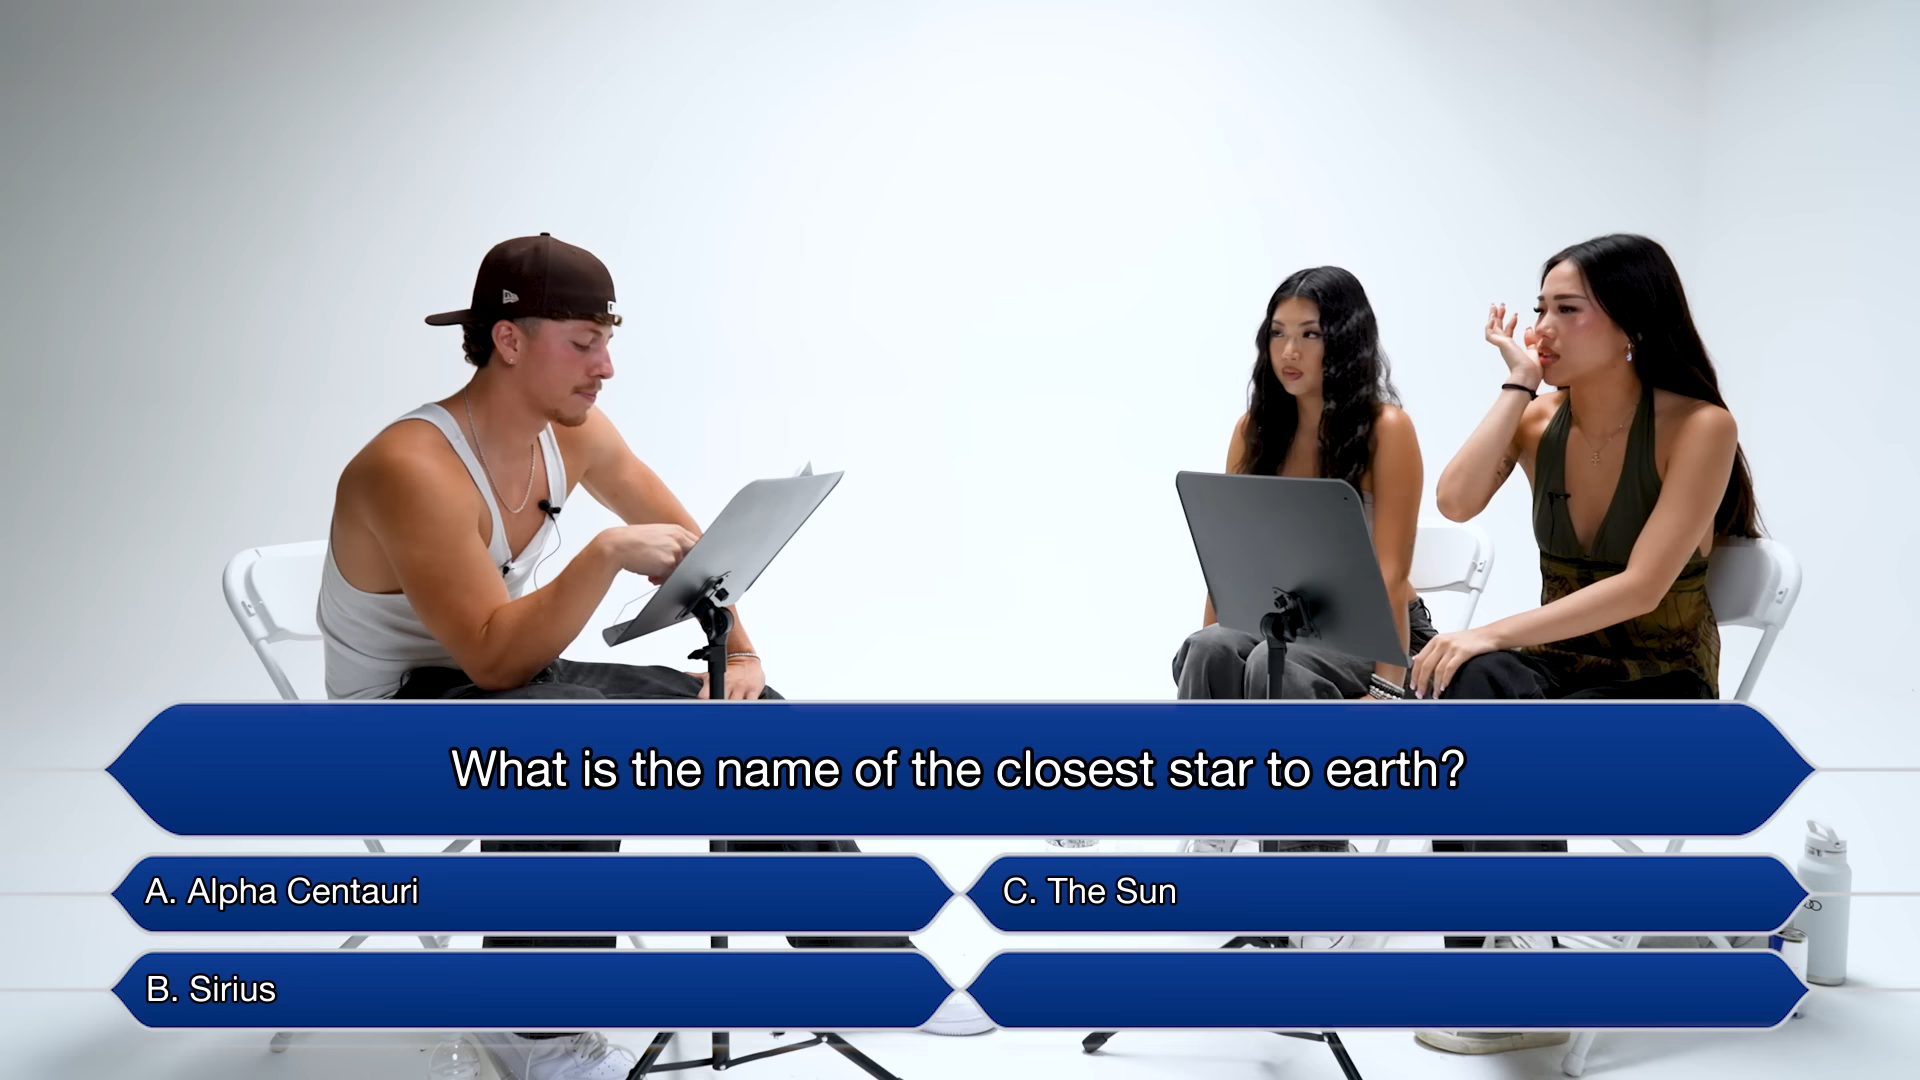 What is the name of the closest star to earth?
A. Alpha Centauri
C. The Sun
B. Sirius